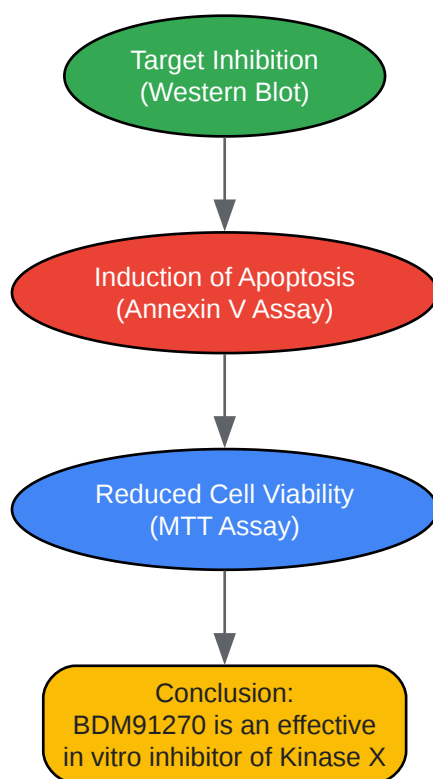 Target Inhibition
(Western Blot)
Induction of Apoptosis
(Annexin V Assay)
Reduced Cell Viability
(MTT Assay)
Conclusion:
BDM91270 is an effective
in vitro inhibitor of Kinase X